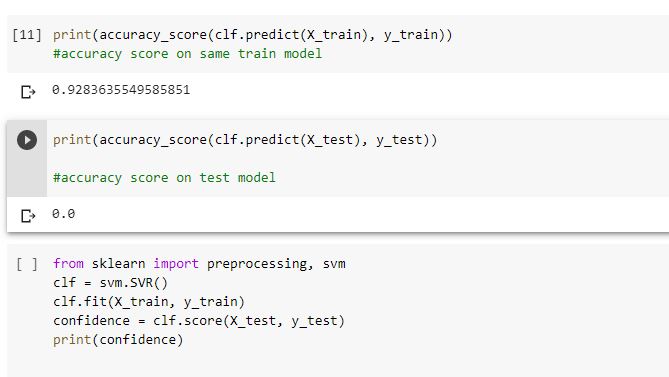 [11] print(accuracy_score(clf.predict(X_train), y_train))
#accuracy score on same train model
0.9283635549585851
print(accuracy_score(clf.predict(X_test), y_test))
#accuracy score on test model
0.0
[ ] from sklearn import preprocessing, svm
clf = svm.SVR()
clf.fit(X_train, y_train)
confidence = clf.score(X_test, y_test)
print(confidence)